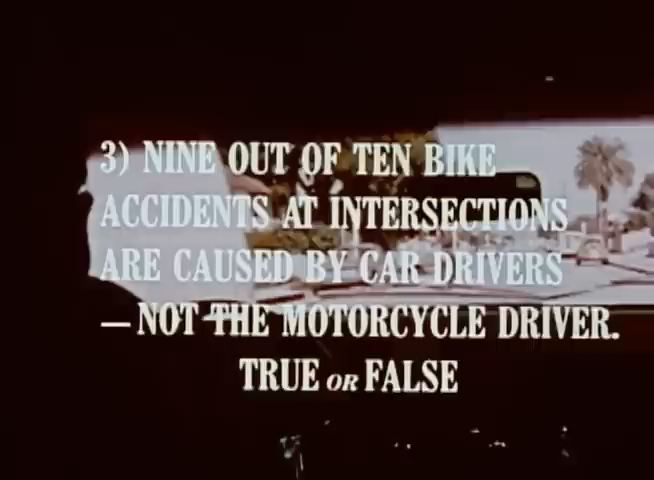 3) NINE OUT OF TEN BIKE
ACCIDENTS AT INTERSECTIONS
ARE CAUSED BY CAR DRIVERS
—NOT THE MOTORCYCLE DRIVER.
TRUE OR FALSE